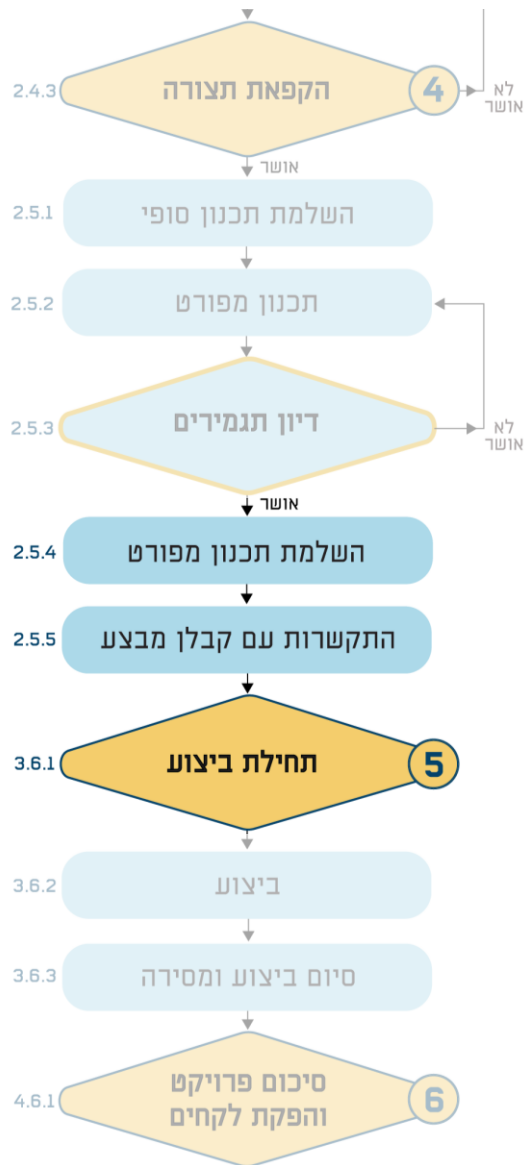 2.4.3
הקפאת תצורה
4
לא
אושר
אושר
2.5.1
השלמת תכנון סופי
2.5.2
תכנון מפורט
2.5.3
דיון תגמירים
לא
אושר
אושר
2.5.4
השלמת תכנון מפורט
2.5.5
התקשרות עם קבלן מבצע
3.6.1
תחילת ביצוע
5
3.6.2
ביצוע
3.6.3
סיום ביצוע ומסירה
4.6.1
סיכום פרויקט
והפקת לקחים
6